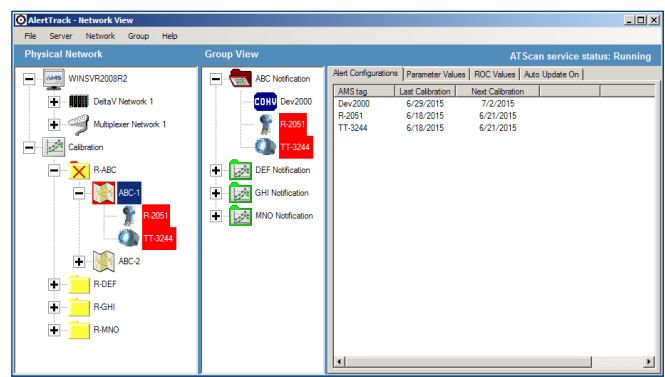 AlertTrack - Network View
File Server Network Group Help
Physical Network
Group View
ATScan service status: Running
AMS WINSVR2008R2
DeltaV Network 1
Multiplexer Network 1
Calibration
R-ABC
ABC-1
R-2051
TT-3244
ABC-2
R-DEF
R-GHI
R-MNO
ABC Notification
CONV Dev2000
R-2051
TT-3244
DEF Notification
GHI Notification
MNO Notification
Alert Configurations Parameter Values ROC Values Auto Update On
AMS tag Last Calibration Next Calibration
Dev2000 6/29/2015 7/2/2015
R-2051 6/18/2015 6/21/2015
TT-3244 6/18/2015 6/21/2015